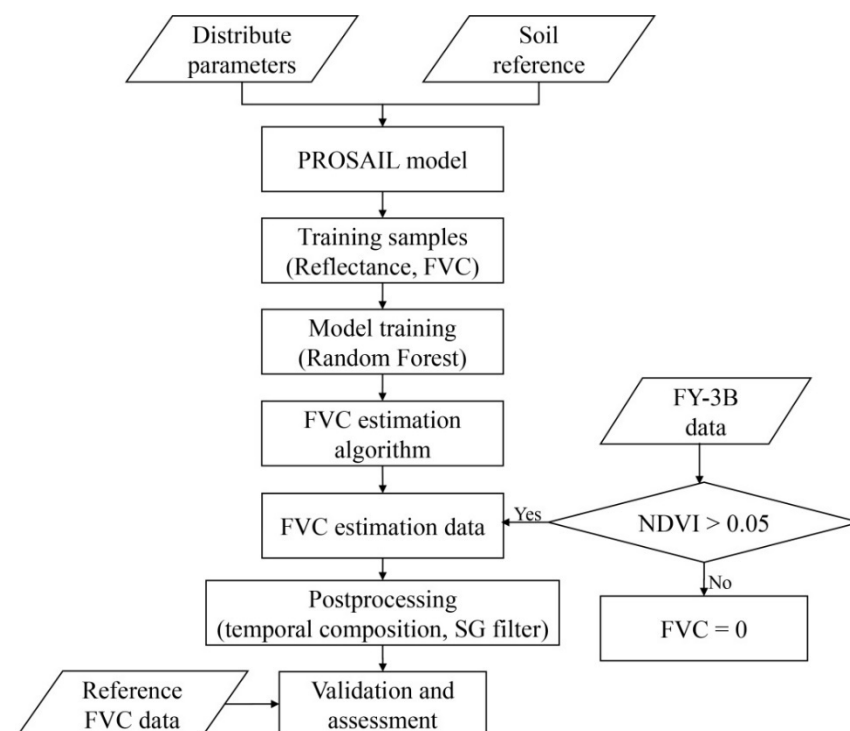 Distribute
parameters
Soil
reference
PROSAIL model
Training samples
(Reflectance, FVC)
Model training
(Random Forest)
FY-3B
data
FVC estimation
algorithm
FVC estimation data
Yes
NDVI > 0.05
No
Postprocessing
(temporal composition, SG filter)
FVC = 0
Reference
FVC data
Validation and
assessment